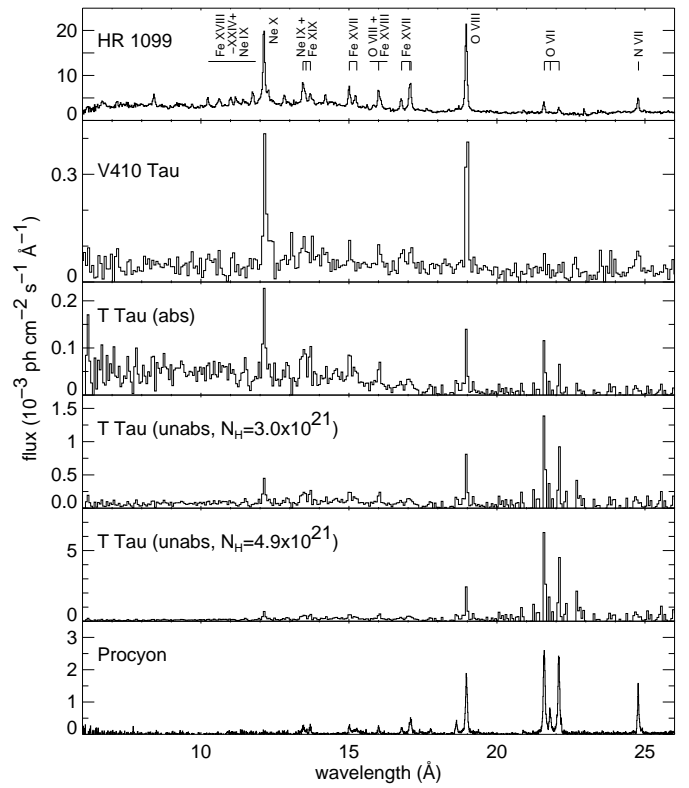 HR 1099
Fe XVIII
−XXIV+
Ne IX
Ne X
Ne IX +
Fe XIX
Fe XVII
O VIII +
Fe XVIII
Fe XVII
O VIII
O VII
N VII
20
10
0
V410 Tau
0.3
0
T Tau (abs)
0.2
0.1
0
T Tau (unabs, N_H=3.0x10^21)
1.5
1
0.5
0.0
T Tau (unabs, N_H=4.9x10^21)
5
0
Procyon
3
2
1
0
flux (10^−3 ph cm^−2 s^−1 Å^−1)
10 15 20 25
wavelength (Å)